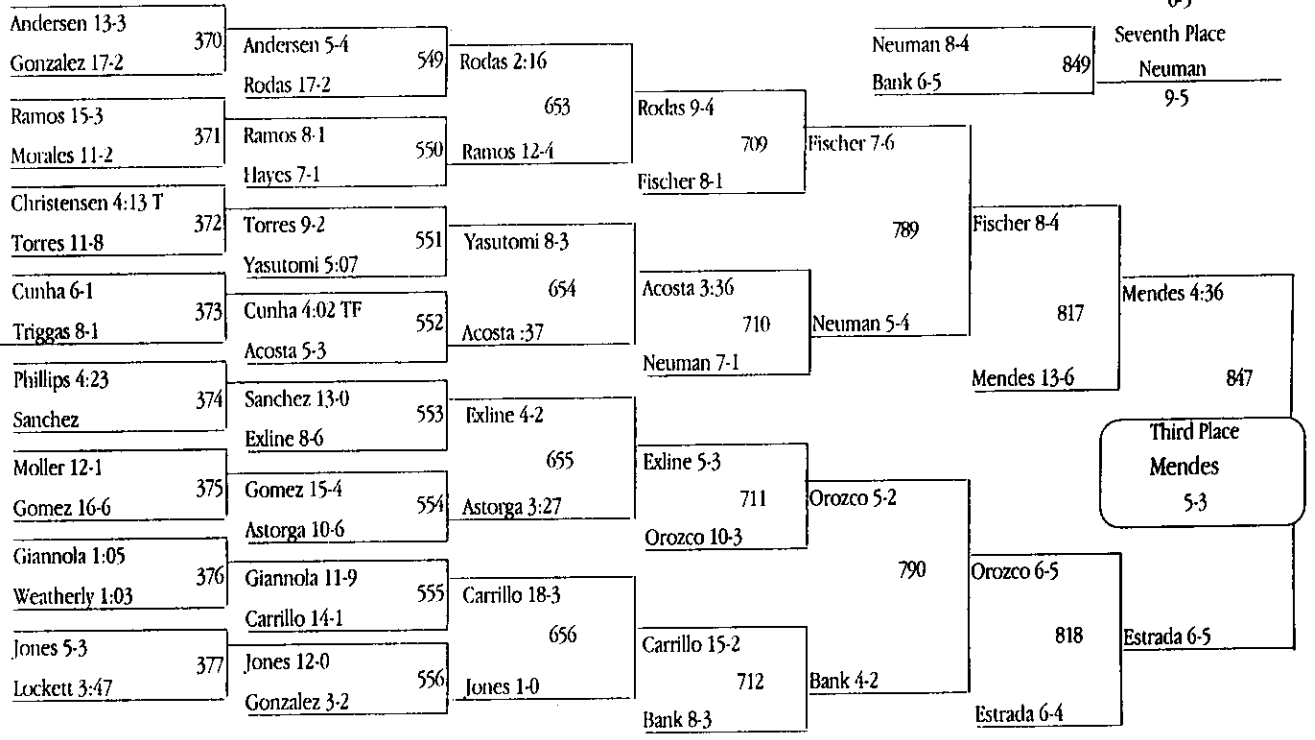 6-5
Andersen 13-3
370
Gonzalez 17-2
Ramos 15-3
371
Morales 11-2
Christensen 4:13 T
372
Torres 11-8
Cunha 6-1
373
Triggas 8-1
Phillips 4:23
374
Sanchez
Moller 12-1
375
Gomez 16-6
Giannola 1:05
376
Weatherly 1:03
Jones 5-3
377
Lockett 3:47
Andersen 5-4
549
Rodas 17-2
Ramos 8-1
550
Hayes 7-1
Torres 9-2
551
Yasutomi 5:07
Cunha 4:02 TF
552
Acosta 5-3
Sanchez 13-0
553
Exline 8-6
Gomez 15-4
554
Astorga 10-6
Giannola 11-9
555
Carrillo 14-1
Jones 12-0
556
Gonzalez 3-2
Rodas 2:16
653
Ramos 12-4
Yasutomi 8-3
654
Acosta :37
Exline 4-2
655
Astorga 3:27
Carrillo 18-3
656
Jones 1-0
Rodas 9-4
709
Fischer 8-1
Acosta 3:36
710
Neuman 7-1
Exline 5-3
711
Orozco 10-3
Carrillo 15-2
712
Bank 8-3
Fischer 7-6
789
Neuman 5-4
Orozco 5-2
790
Bank 4-2
Fischer 8-4
817
Mendes 13-6
Orozco 6-5
818
Estrada 6-4
Mendes 4:36
847
Estrada 6-5
Third Place
Mendes
5-3
Neuman 8-4
849
Bank 6-5
Seventh Place
Neuman
9-5